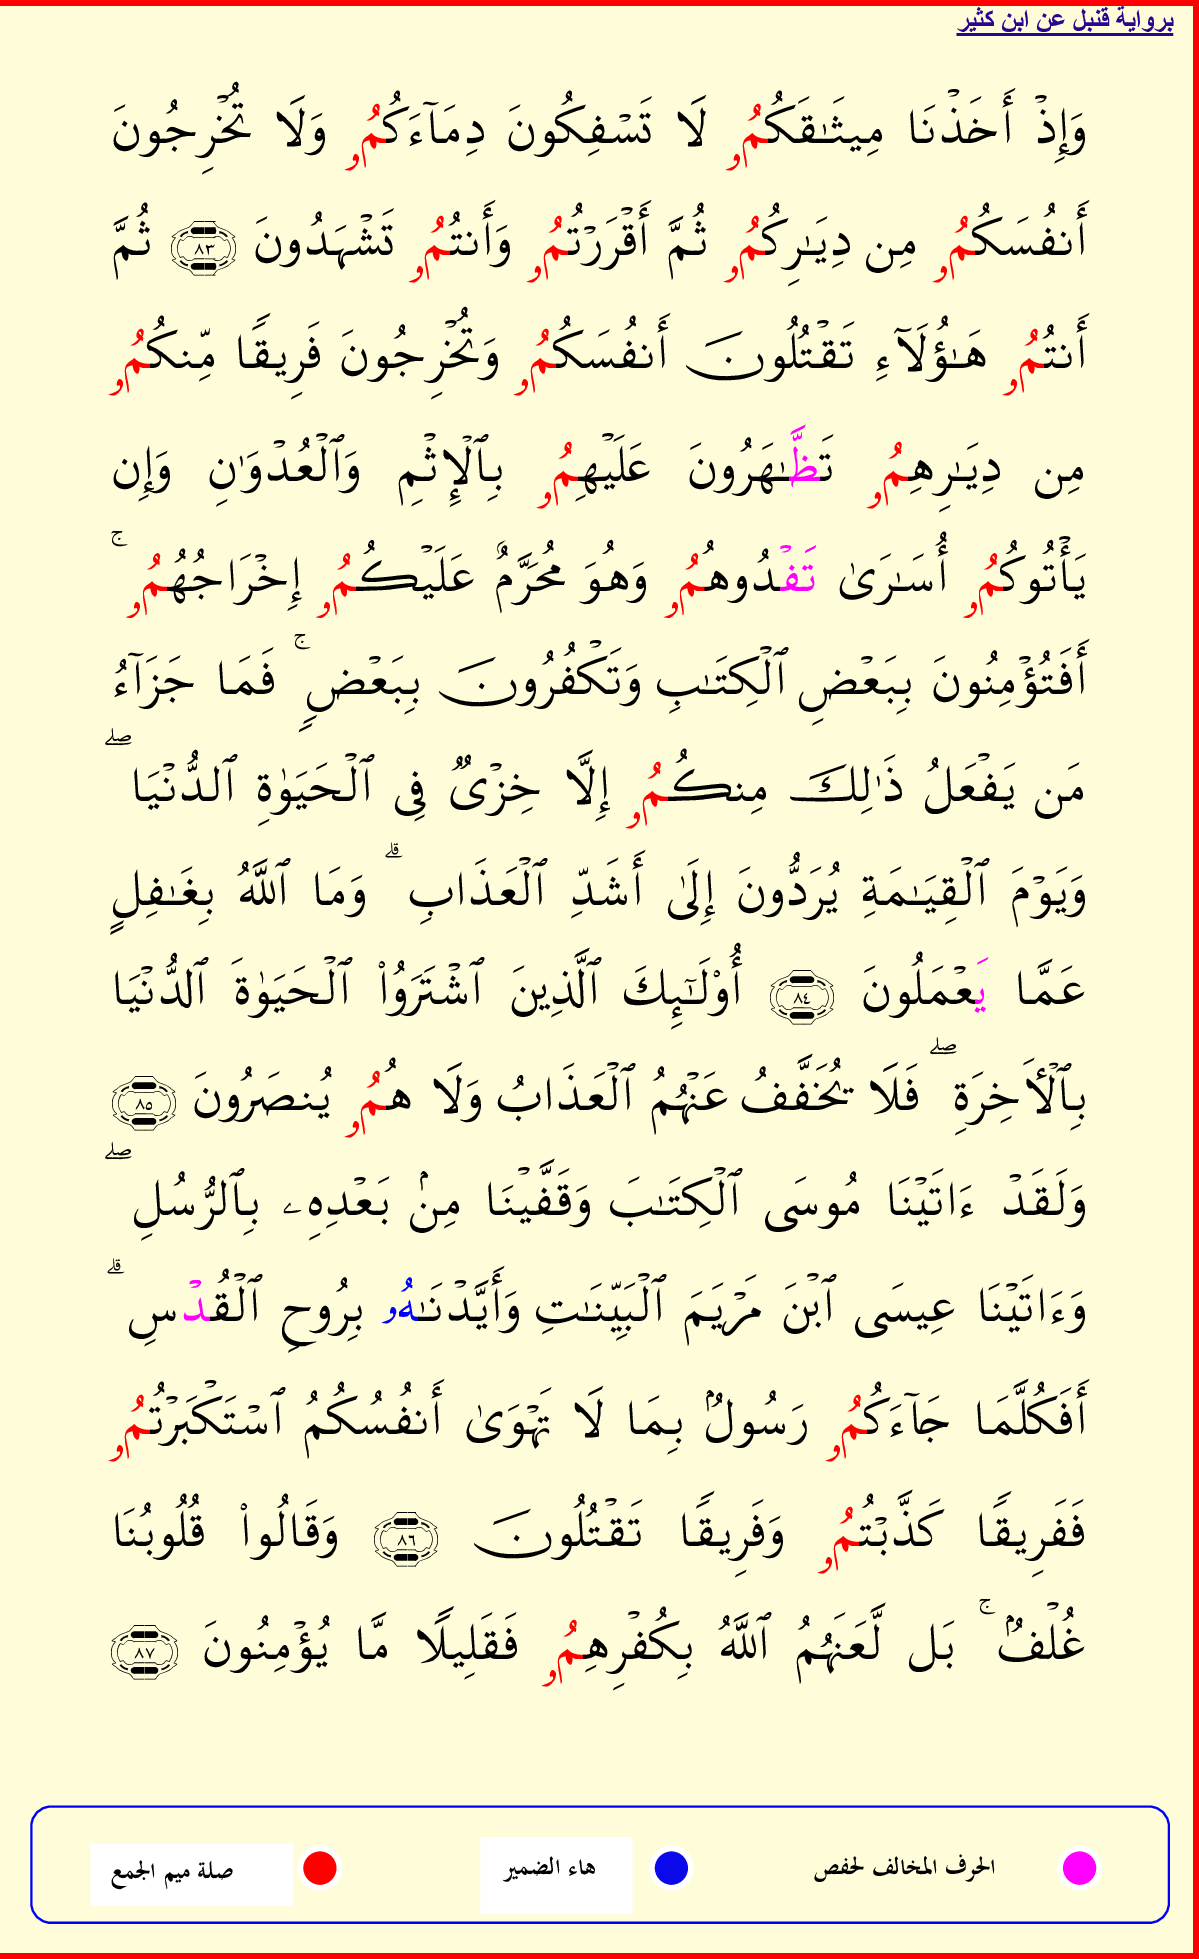 برواية قنبل عن ابن كثير
وَإِذْ أَخَذْنَا مِيثَٰقَكُمُۥ لَا تَسْفِكُونَ دِمَآءَكُمُۥ وَلَا تُخْرِجُونَ
أَنفُسَكُمُۥ مِن دِيَٰرِكُمُۥ ثُمَّ أَقْرَرْتُمُۥ وَأَنتُمُۥ تَشْهَدُونَ ٨٣ ثُمَّ
أَنتُمُۥ هَٰٓؤُلَآءِ تَقْتُلُونَ أَنفُسَكُمُۥ وَتُخْرِجُونَ فَرِيقًا مِّنكُمُۥ
مِن دِيَٰرِهِمُۥ تَظَّٰهَرُونَ عَلَيْهِمُۥ بِٱلْإِثْمِ وَٱلْعُدْوَٰنِ وَإِن
يَأْتُوكُمُۥ أُسَٰرَىٰ تَفْدُوهُمُۥ وَهُوَ مُحَرَّمٌ عَلَيْكُمُۥ إِخْرَاجُهُمُۥ ۚ
أَفَتُؤْمِنُونَ بِبَعْضِ ٱلْكِتَٰبِ وَتَكْفُرُونَ بِبَعْضٍ ۚ فَمَا جَزَآءُ
مَن يَفْعَلُ ذَٰلِكَ مِنكُمُۥ إِلَّا خِزْىٌ فِى ٱلْحَيَوٰةِ ٱلدُّنْيَا ۖ
وَيَوْمَ ٱلْقِيَٰمَةِ يُرَدُّونَ إِلَىٰ أَشَدِّ ٱلْعَذَابِ ۗ وَمَا ٱللَّهُ بِغَٰفِلٍ
عَمَّا يَعْمَلُونَ ٨٤ أُوْلَٰٓئِكَ ٱلَّذِينَ ٱشْتَرَوُا۟ ٱلْحَيَوٰةَ ٱلدُّنْيَا
بِٱلْأَخِرَةِ ۖ فَلَا يُخَفَّفُ عَنْهُمُ ٱلْعَذَابُ وَلَا هُمُۥ يُنصَرُونَ ٨٥
وَلَقَدْ ءَاتَيْنَا مُوسَى ٱلْكِتَٰبَ وَقَفَّيْنَا مِنۢ بَعْدِهِۦ بِٱلرُّسُلِ ۖ
وَءَاتَيْنَا عِيسَى ٱبْنَ مَرْيَمَ ٱلْبَيِّنَٰتِ وَأَيَّدْنَٰهُۥ بِرُوحِ ٱلْقُدْسِ ۗ
أَفَكُلَّمَا جَآءَكُمُۥ رَسُولٌۢ بِمَا لَا تَهْوَىٰ أَنفُسُكُمُ ٱسْتَكْبَرْتُمُۥ
فَفَرِيقًا كَذَّبْتُمُۥ وَفَرِيقًا تَقْتُلُونَ ٨٦ وَقَالُوا۟ قُلُوبُنَا
غُلْفٌۢ ۚ بَل لَّعَنَهُمُ ٱللَّهُ بِكُفْرِهِمُۥ فَقَلِيلًا مَّا يُؤْمِنُونَ ٨٧
الحرف المخالف لحفص هاء الضمير صلة ميم الجمع